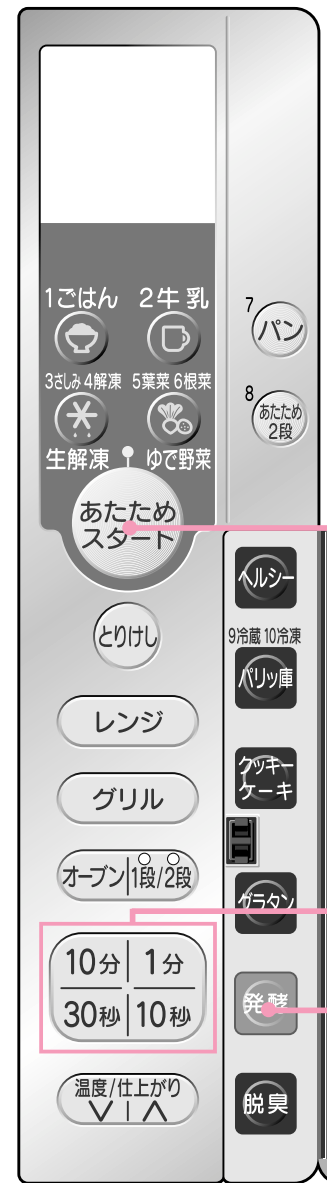 1ごはん 2牛乳
3さしみ 4解凍 5葉菜 6根菜
生解凍 ゆで野菜
あたため
スタート
とりけし
レンジ
グリル
オーブン 1段/2段
10分 1分
30秒 10秒
温度/仕上がり
7
パン
8
あたため
2段
ヘルシー
9冷蔵 10冷凍
パリッ庫
クッキー
ケーキ
グラタン
発酵
脱臭